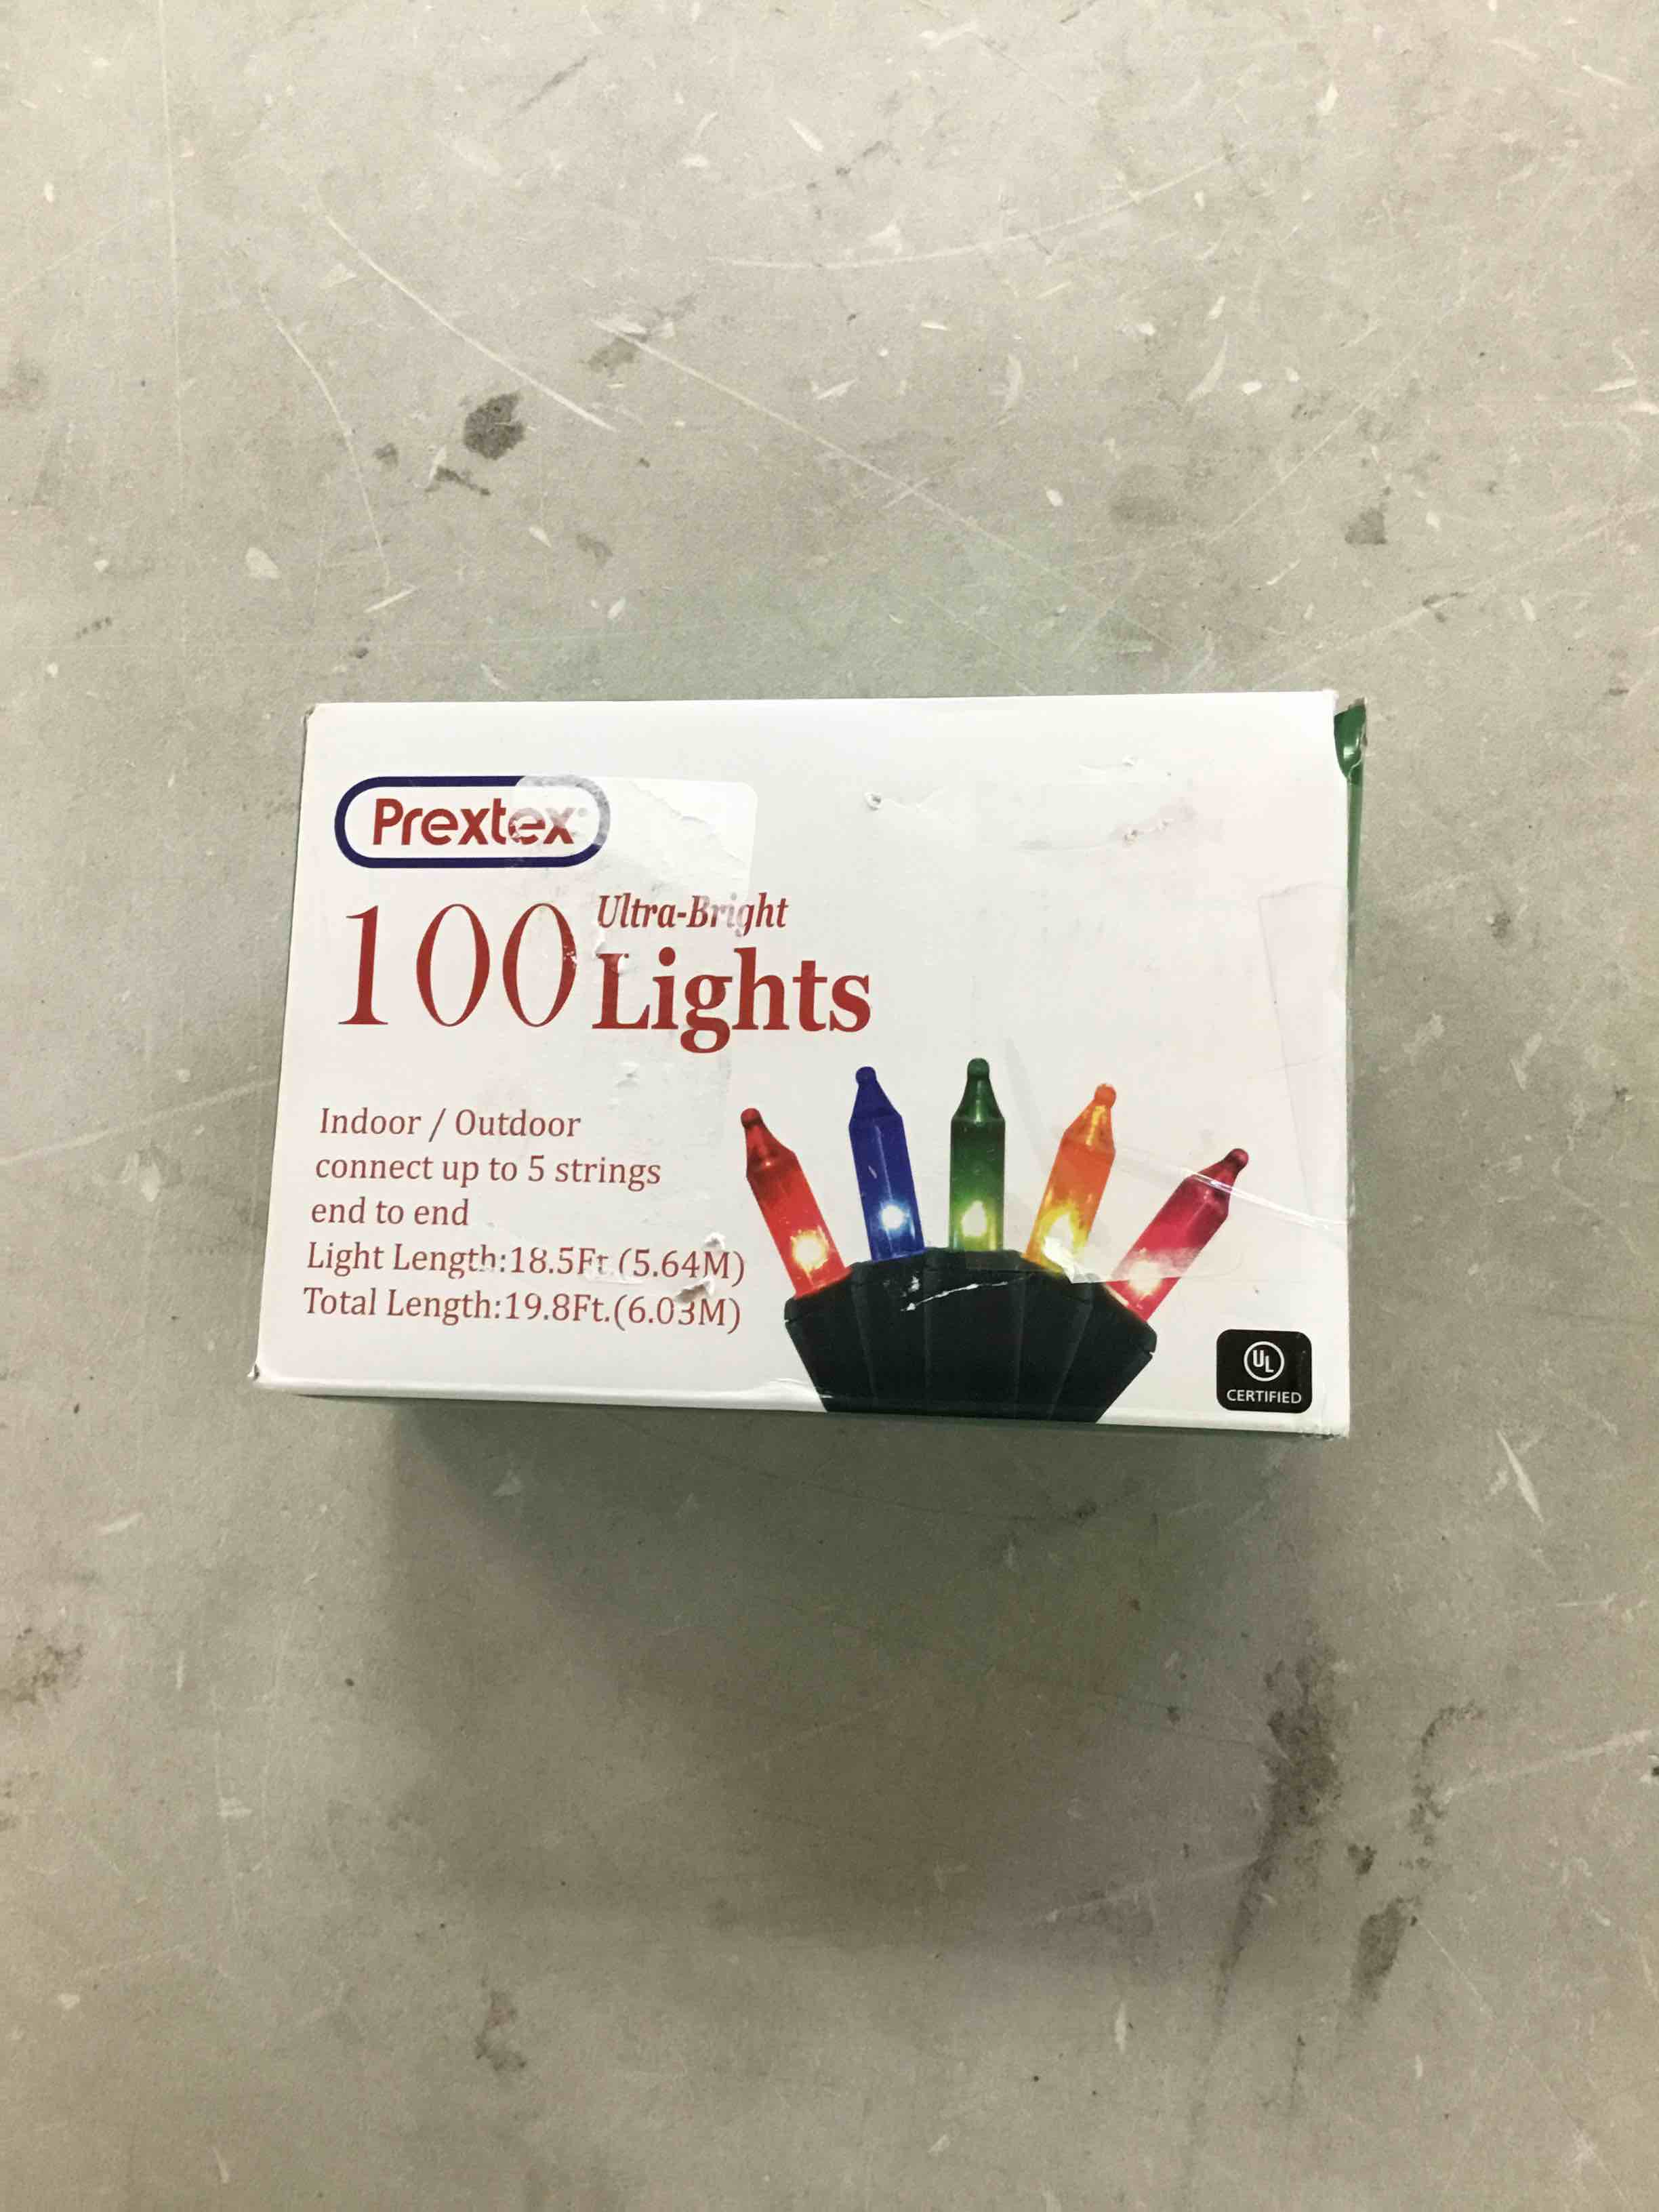 Prextex
100 Ultra-Bright
Lights
Indoor / Outdoor
connect up to 5 strings
end to end
Light Length:18.5Ft.(5.64M)
Total Length:19.8Ft.(6.03M)
UL
CERTIFIED